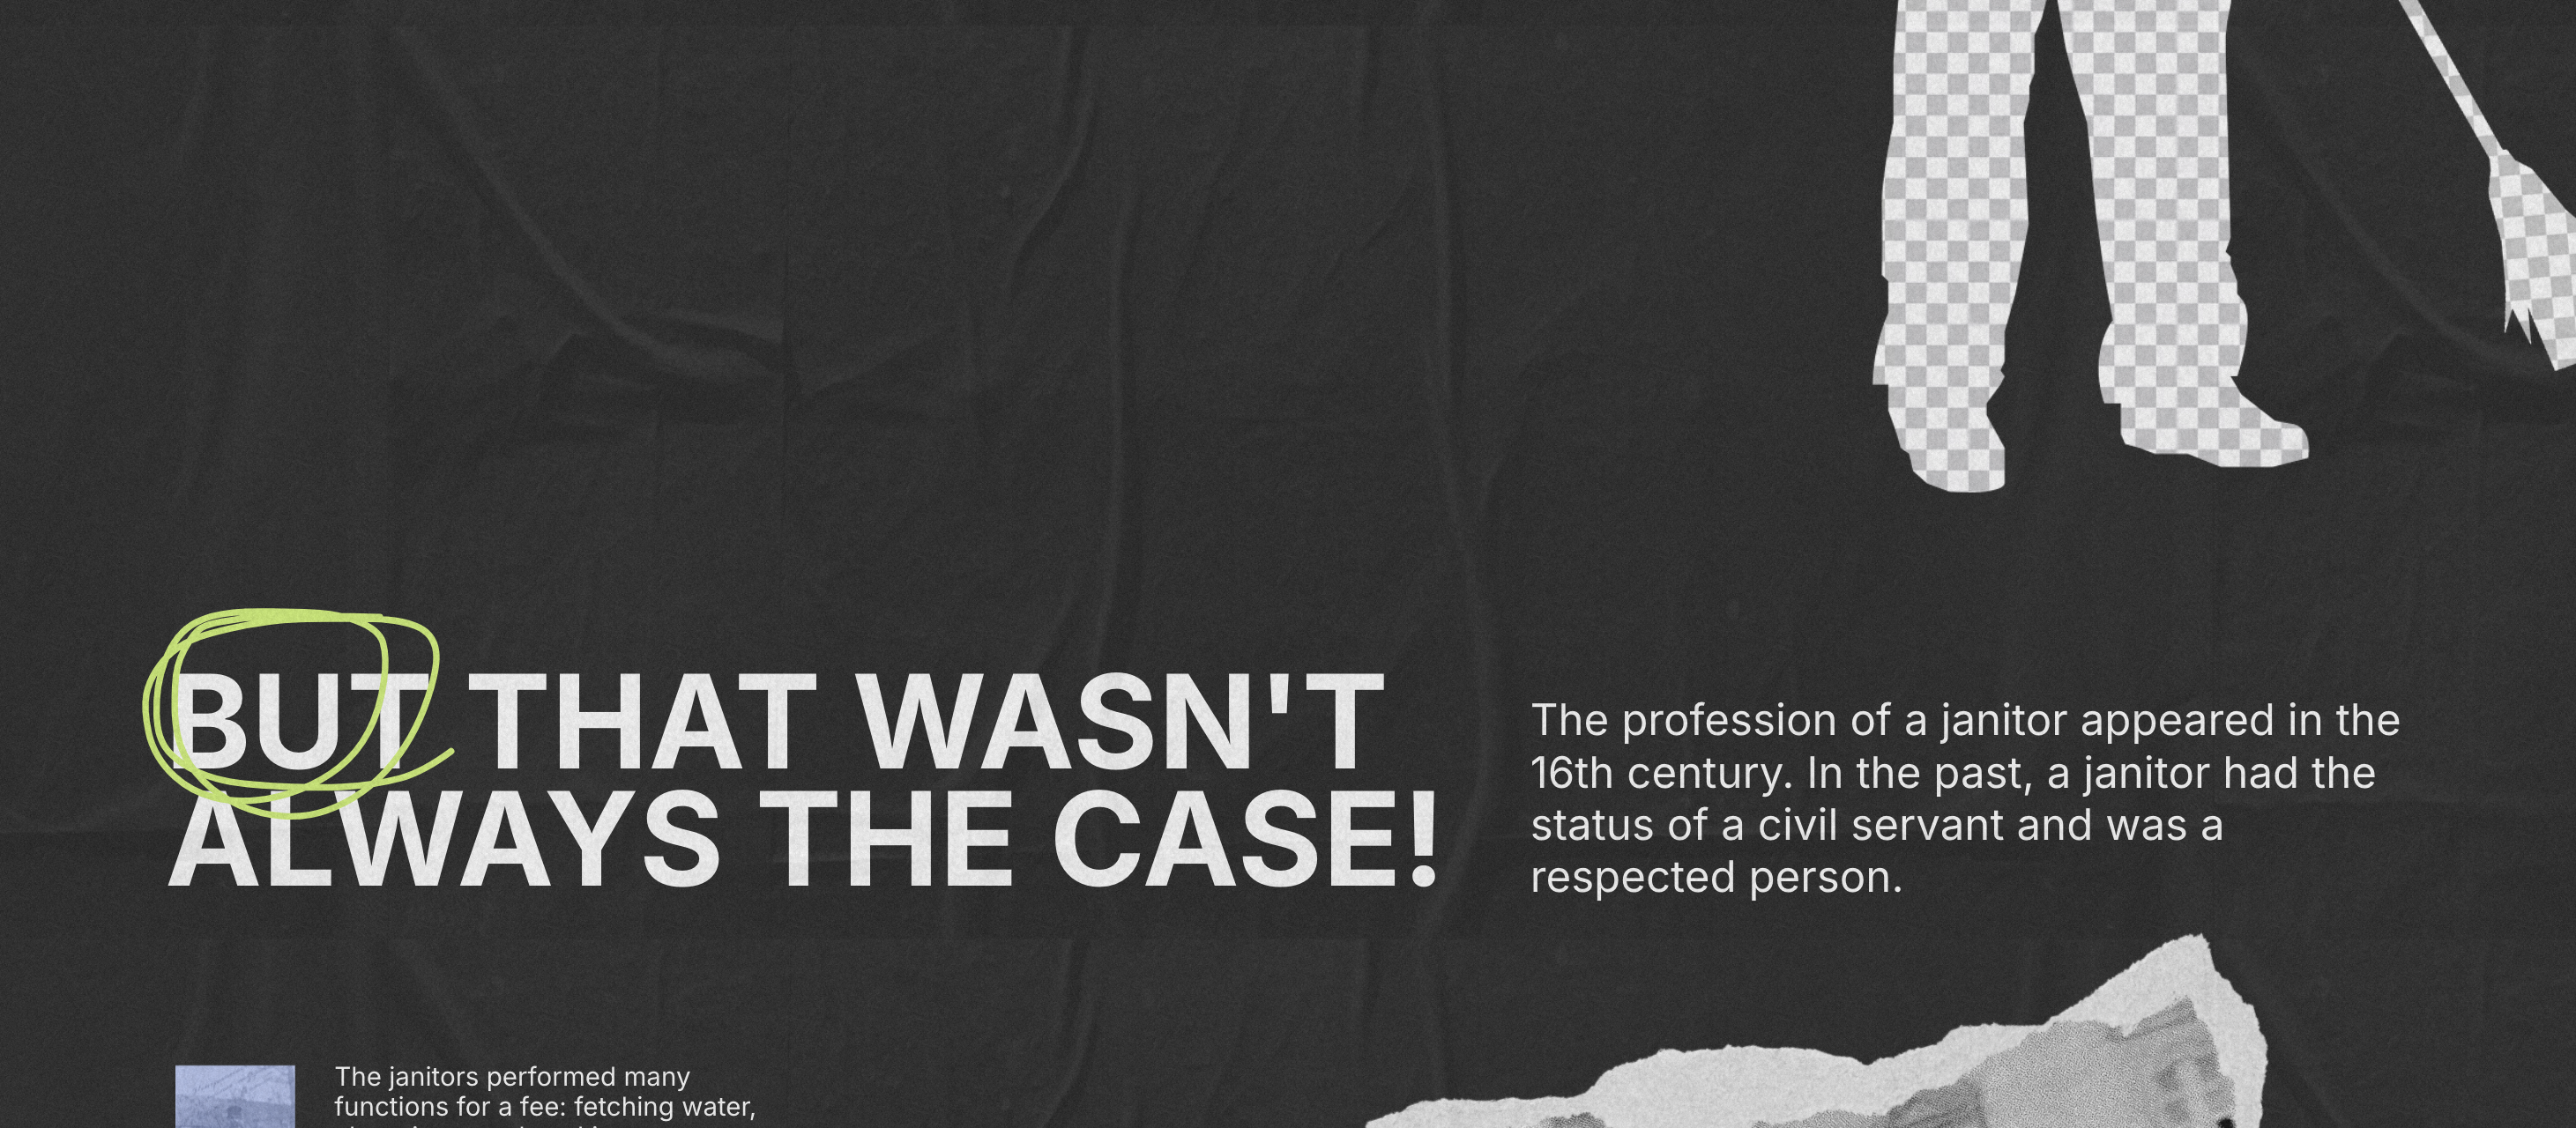 BUT THAT WASN'T
ALWAYS THE CASE!
The profession of a janitor appeared in the
16th century. In the past, a janitor had the
status of a civil servant and was a
respected person.
The janitors performed many
functions for a fee: fetching water,